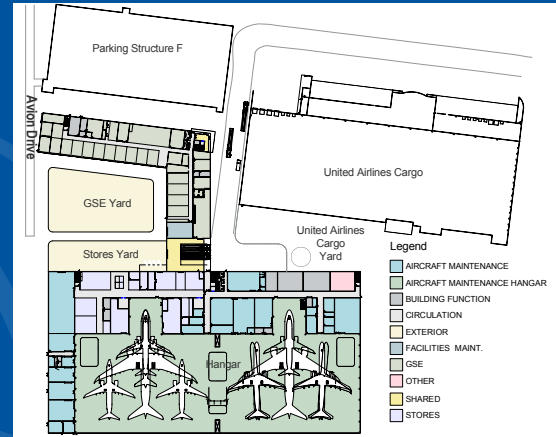 Parking Structure F
Avion Drive
United Airlines Cargo
GSE Yard
Stores Yard
United Airlines
Cargo
Yard
Legend
AIRCRAFT MAINTENANCE
AIRCRAFT MAINTENANCE HANGAR
BUILDING FUNCTION
CIRCULATION
EXTERIOR
FACILITIES MAINT.
GSE
OTHER
SHARED
STORES
Hangar